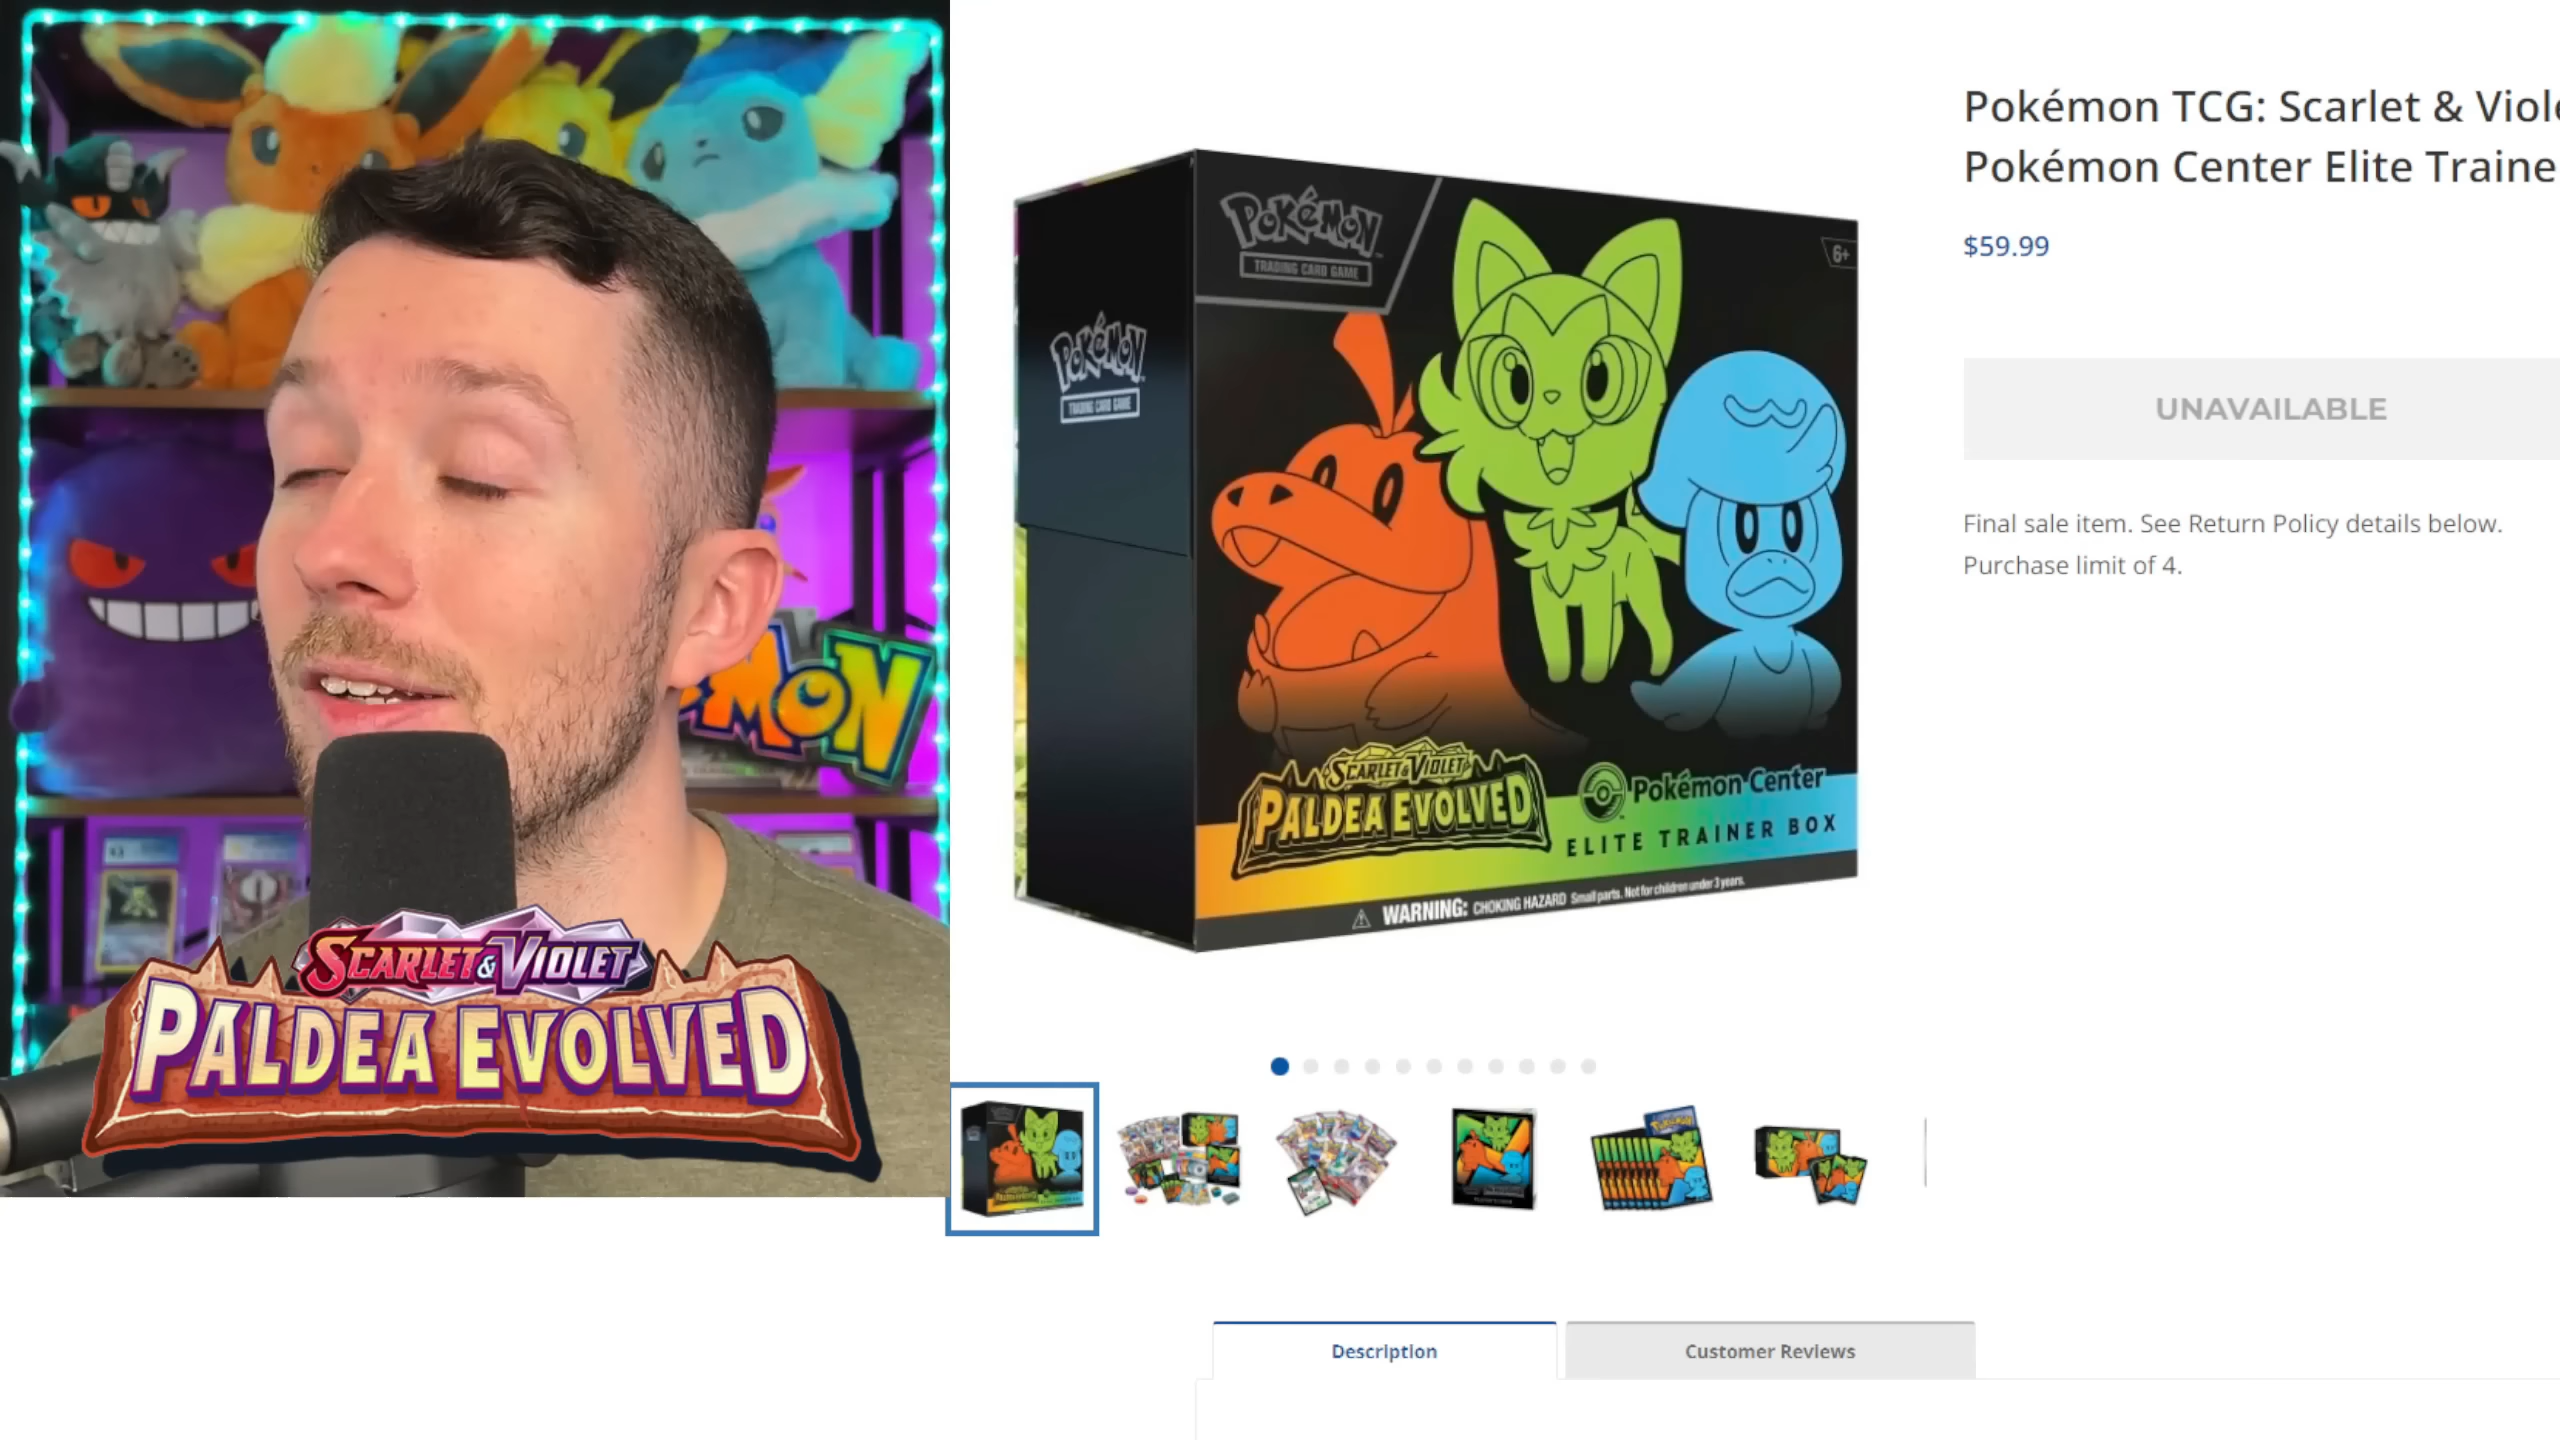 MON
SCARLET & VIOLET
PALDEA EVOLVED
POKéMON
TRADING CARD GAME
POKéMON
TRADING CARD GAME
6+
SCARLET & VIOLET
PALDEA EVOLVED
Pokémon Center
ELITE TRAINER BOX
WARNING: CHOKING HAZARD Small parts. Not for children under 3 years.
Pokémon TCG: Scarlet & Viole
Pokémon Center Elite Traine
$59.99
UNAVAILABLE
Final sale item. See Return Policy details below.
Purchase limit of 4.
Description
Customer Reviews